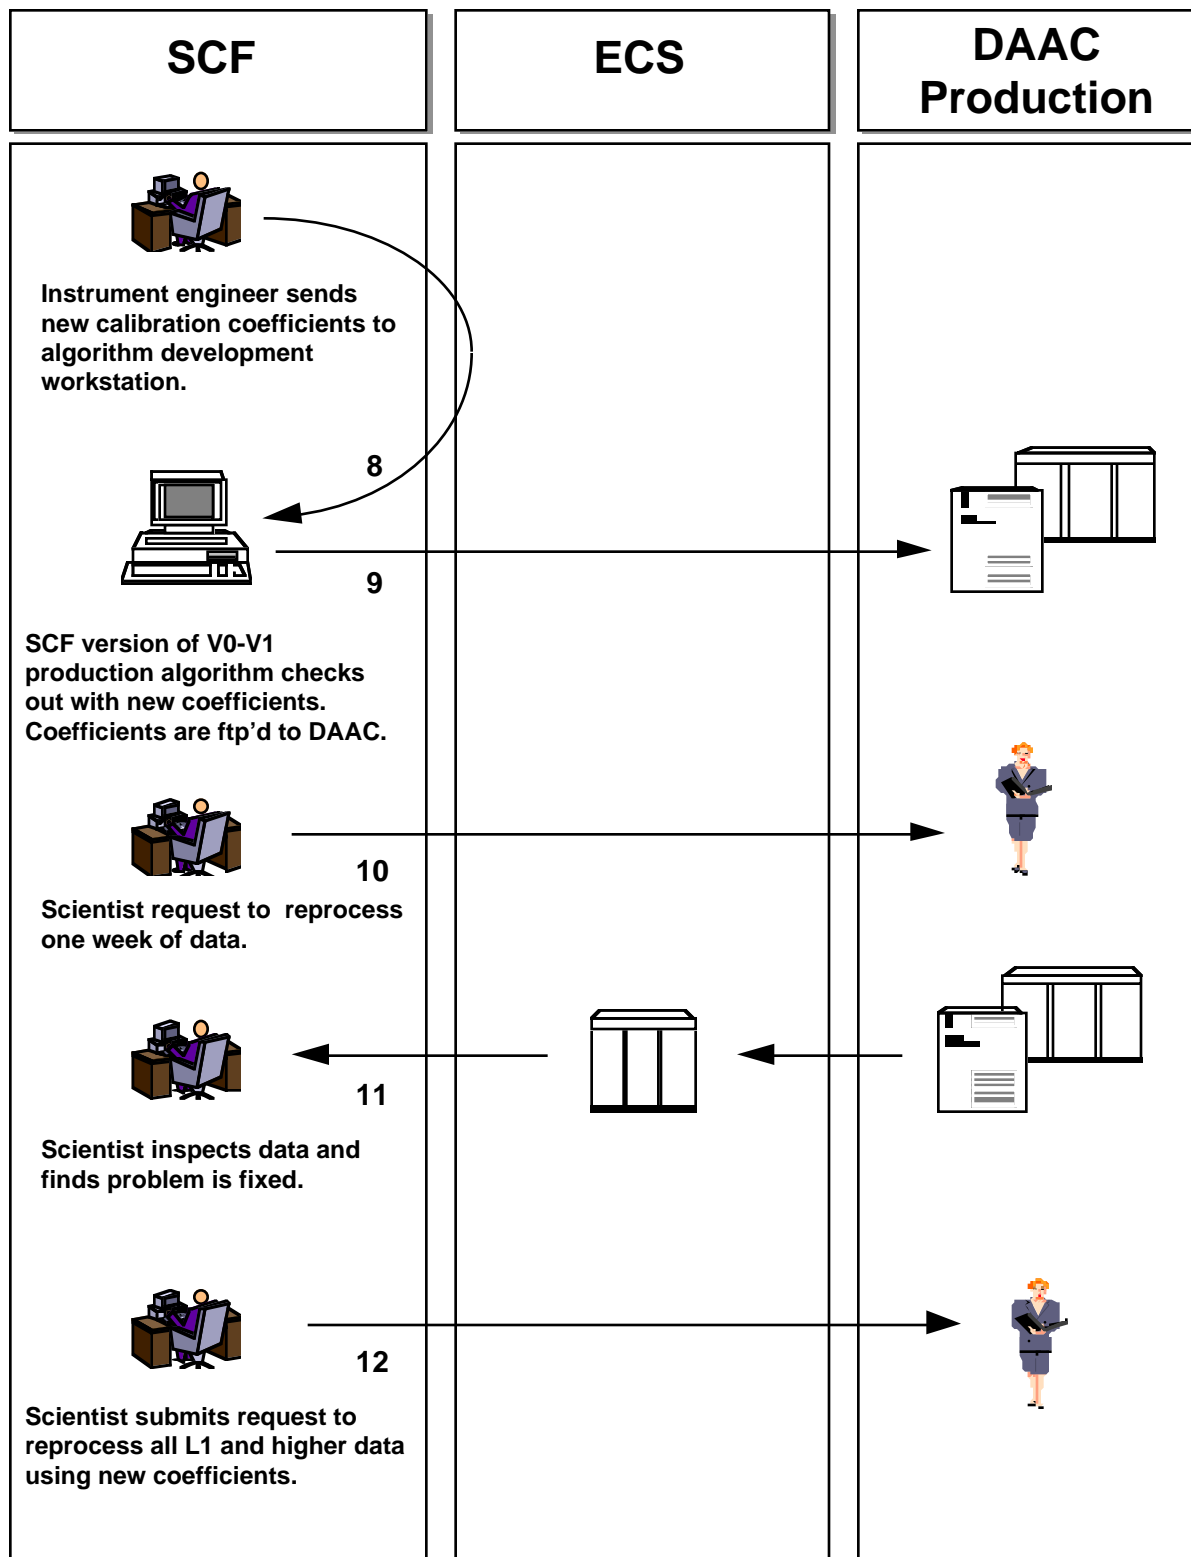 SCF
ECS
DAAC
Production
Instrument engineer sends
new calibration coefficients to
algorithm development
workstation.
8
9
SCF version of V0-V1
production algorithm checks
out with new coefficients.
Coefficients are ftp’d to DAAC.
10
Scientist request to  reprocess
one week of data.
11
Scientist inspects data and
finds problem is fixed.
12
Scientist submits request to
reprocess all L1 and higher data
using new coefficients.